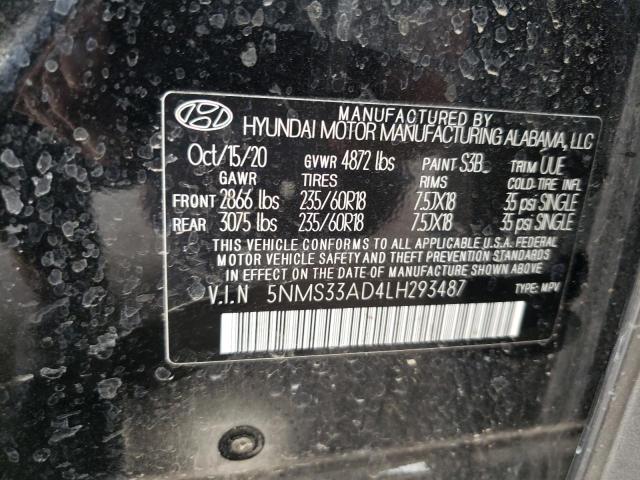 MANUFACTURED BY
HYUNDAI MOTOR MANUFACTURING ALABAMA, LLC
Oct/15/20 GVWR 4872 lbs PAINT S3B TRIM UUE
GAWR TIRES RIMS COLD-TIRE INFL
FRONT 2866 lbs 235/60R18 7.5JX18 35 psi SINGLE
REAR 3075 lbs 235/60R18 7.5JX18 35 psi SINGLE
THIS VEHICLE CONFORMS TO ALL APPLICABLE U.S.A. FEDERAL
MOTOR VEHICLE SAFETY AND THEFT PREVENTION STANDARDS
IN EFFECT ON THE DATE OF MANUFACTURE SHOWN ABOVE.
V.I.N 5NMS33AD4LH293487 TYPE: MPV